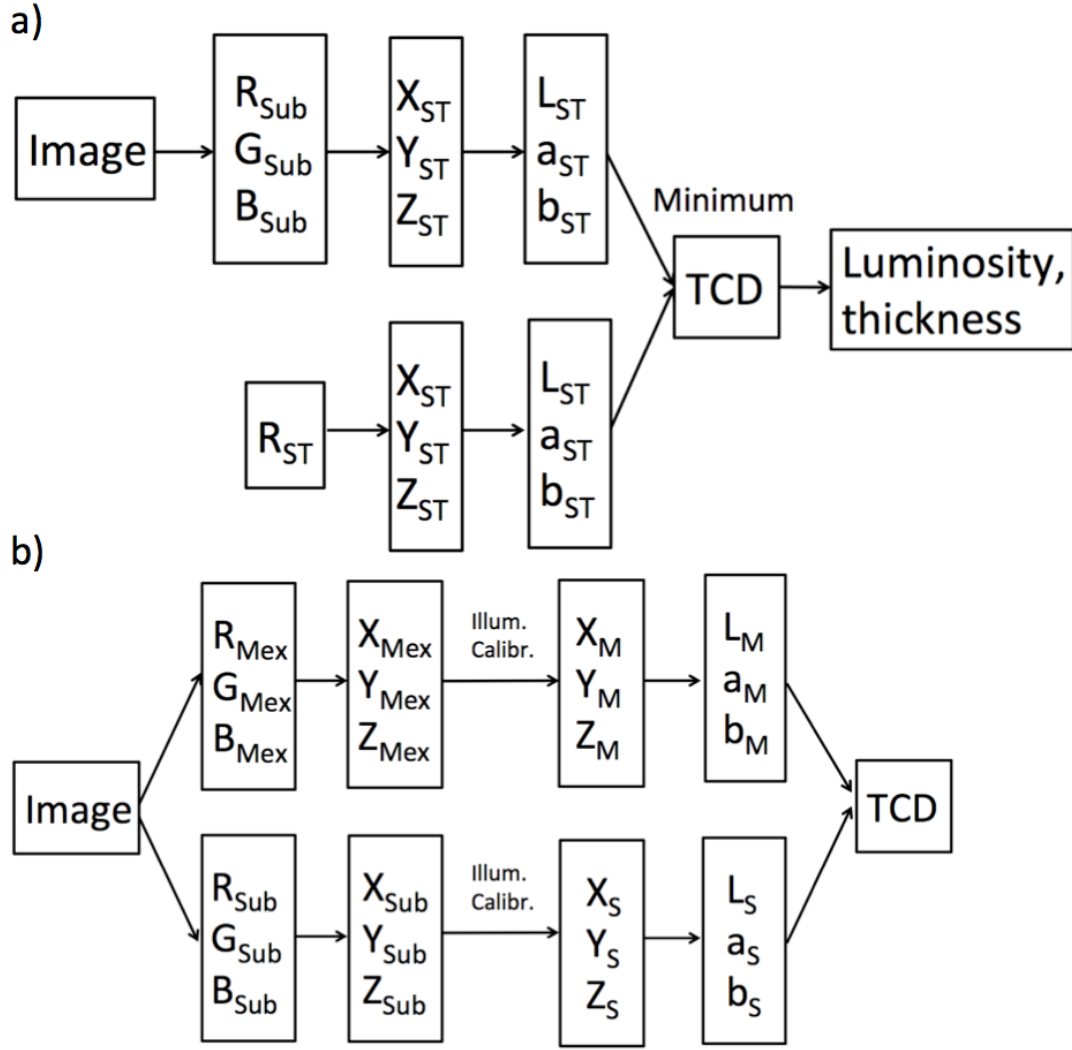 a)
Image
R_Sub
G_Sub
B_Sub
X_ST
Y_ST
Z_ST
L_ST
a_ST
b_ST
Minimum
TCD
Luminosity,
thickness
R_ST
X_ST
Y_ST
Z_ST
L_ST
a_ST
b_ST
b)
Image
R_Mex
G_Mex
B_Mex
X_Mex
Y_Mex
Z_Mex
Illum.
Calibr.
X_M
Y_M
Z_M
L_M
a_M
b_M
R_Sub
G_Sub
B_Sub
X_Sub
Y_Sub
Z_Sub
Illum.
Calibr.
X_S
Y_S
Z_S
L_S
a_S
b_S
TCD